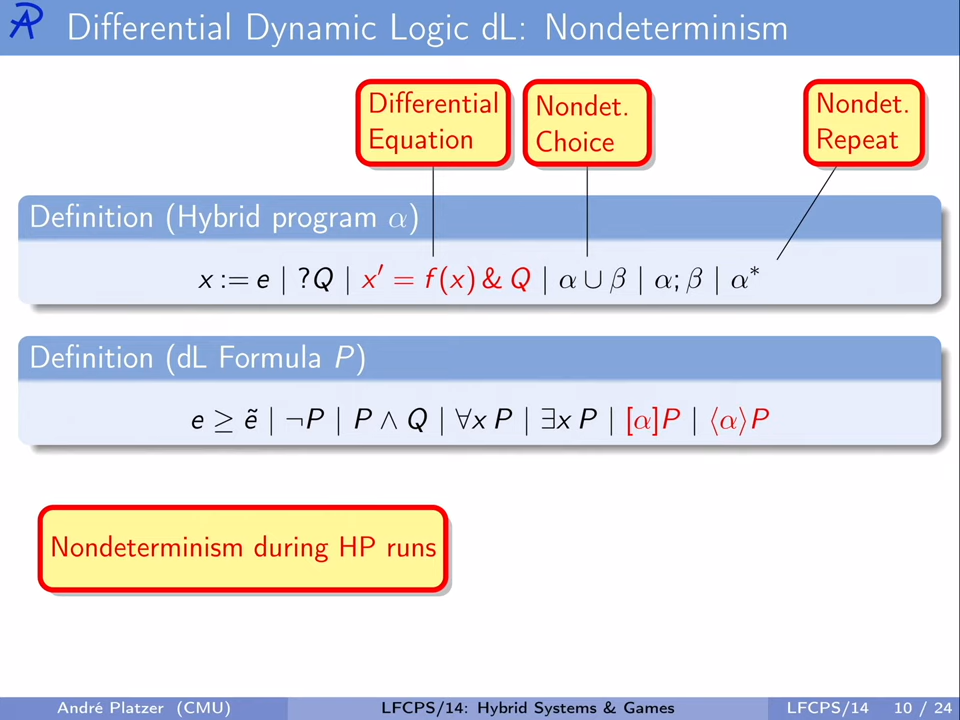 Differential Dynamic Logic dL: Nondeterminism
Differential
Equation
Nondet.
Choice
Nondet.
Repeat
Definition (Hybrid program α)
x := e | ?Q | x′ = f(x) & Q | α ∪ β | α; β | α*
Definition (dL Formula P)
e ≥ ẽ | ¬P | P ∧ Q | ∀x P | ∃x P | [α]P | ⟨α⟩P
Nondeterminism during HP runs
André Platzer (CMU)
LFCPS/14: Hybrid Systems & Games
LFCPS/14
10 / 24